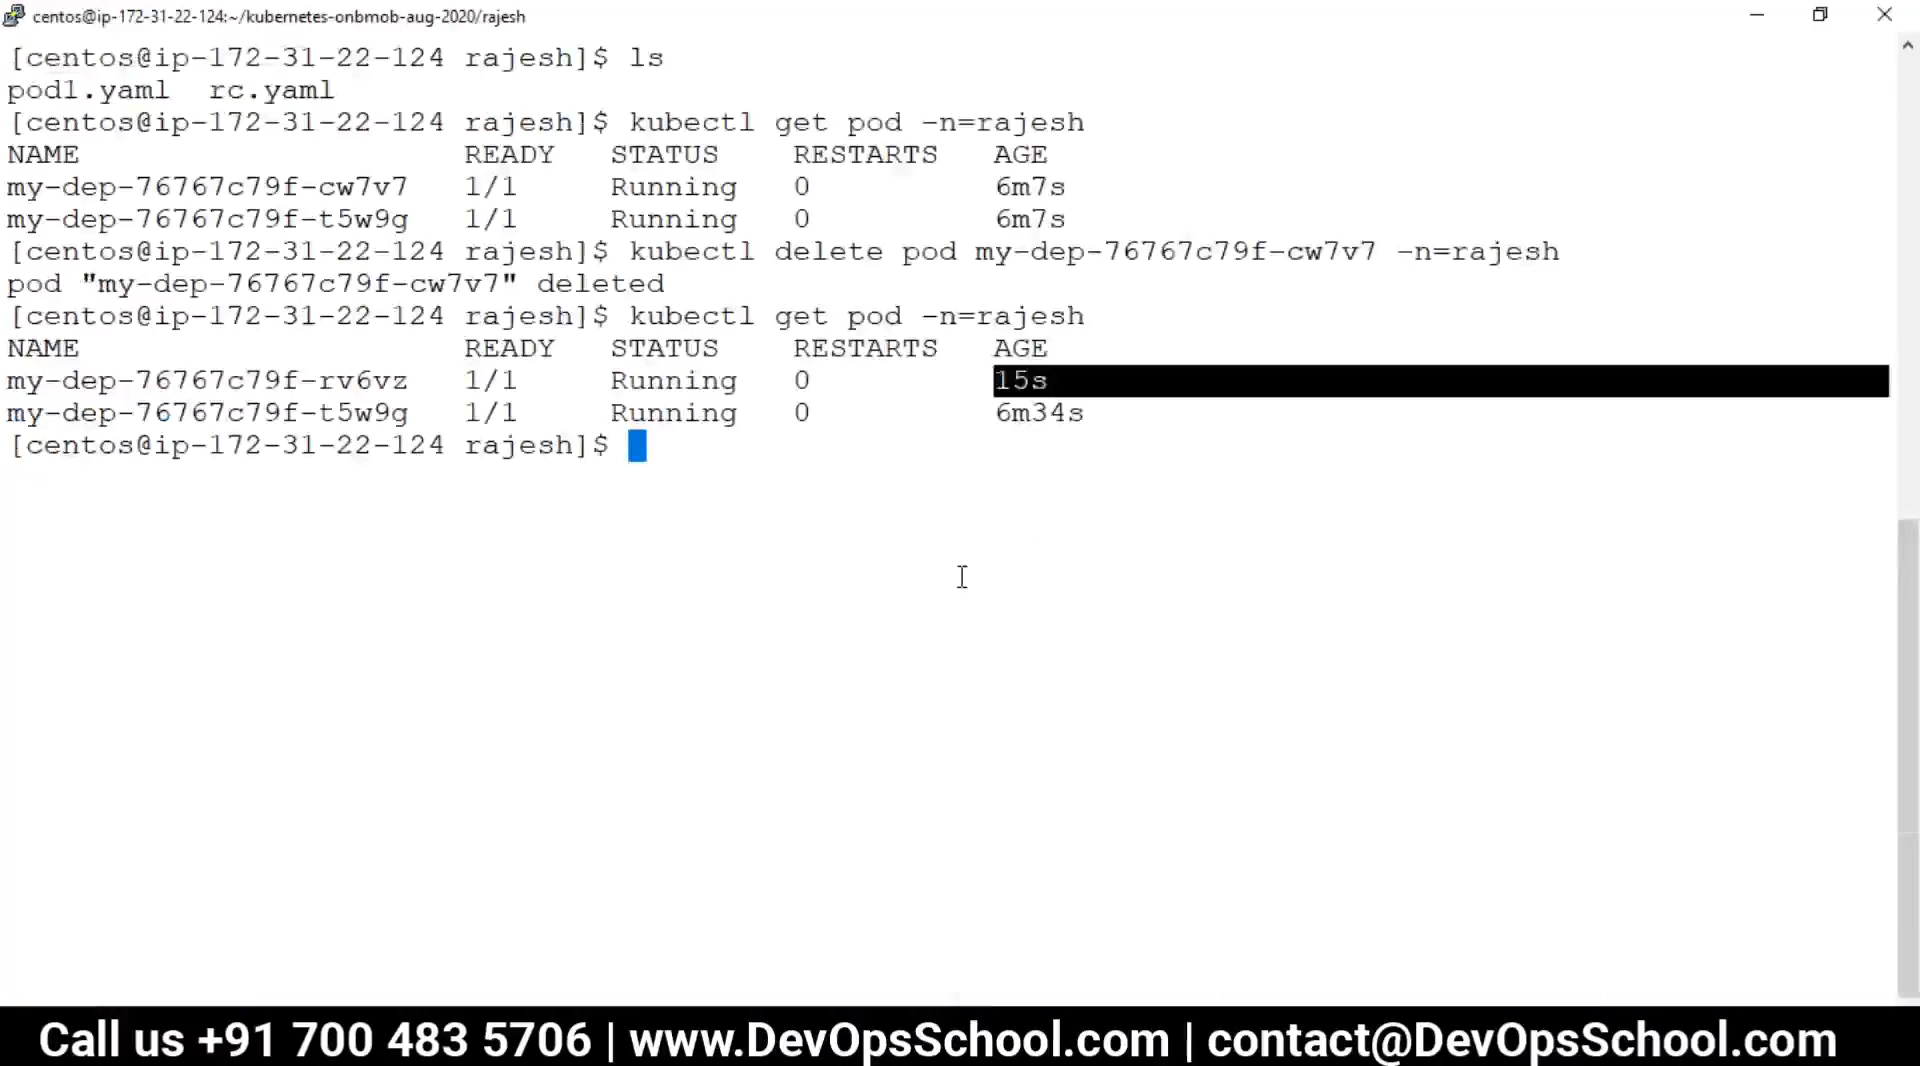 centos@ip-172-31-22-124:~/kubernetes-onbmob-aug-2020/rajesh
[centos@ip-172-31-22-124 rajesh]$ ls
pod1.yaml  rc.yaml
[centos@ip-172-31-22-124 rajesh]$ kubectl get pod -n=rajesh
NAME                     READY   STATUS    RESTARTS   AGE
my-dep-76767c79f-cw7v7   1/1     Running   0          6m7s
my-dep-76767c79f-t5w9g   1/1     Running   0          6m7s
[centos@ip-172-31-22-124 rajesh]$ kubectl delete pod my-dep-76767c79f-cw7v7 -n=rajesh
pod "my-dep-76767c79f-cw7v7" deleted
[centos@ip-172-31-22-124 rajesh]$ kubectl get pod -n=rajesh
NAME                     READY   STATUS    RESTARTS   AGE
my-dep-76767c79f-rv6vz   1/1     Running   0          15s
my-dep-76767c79f-t5w9g   1/1     Running   0          6m34s
[centos@ip-172-31-22-124 rajesh]$
Call us +91 700 483 5706 | www.DevOpsSchool.com | contact@DevOpsSchool.com